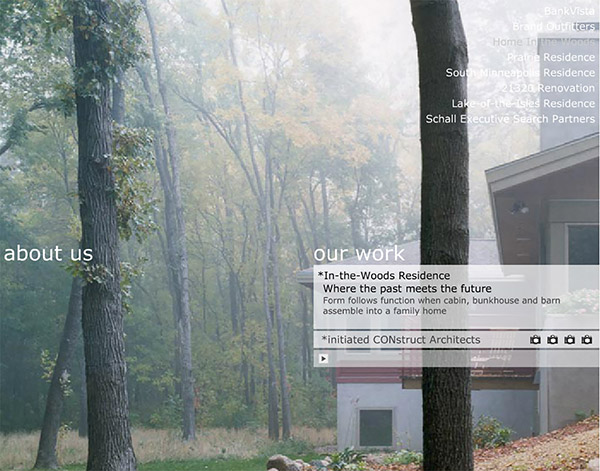 BankVista
Brand Outfitters
Home In-the-Woods
Prairie Residence
South Minneapolis Residence
Renovation
Lake-of-the-Isles Residence
Schall Executive Search Partners
about us
our work
*In-the-Woods Residence
Where the past meets the future
Form follows function when cabin, bunkhouse and barn
assemble into a family home
*initiated CONstruct Architects